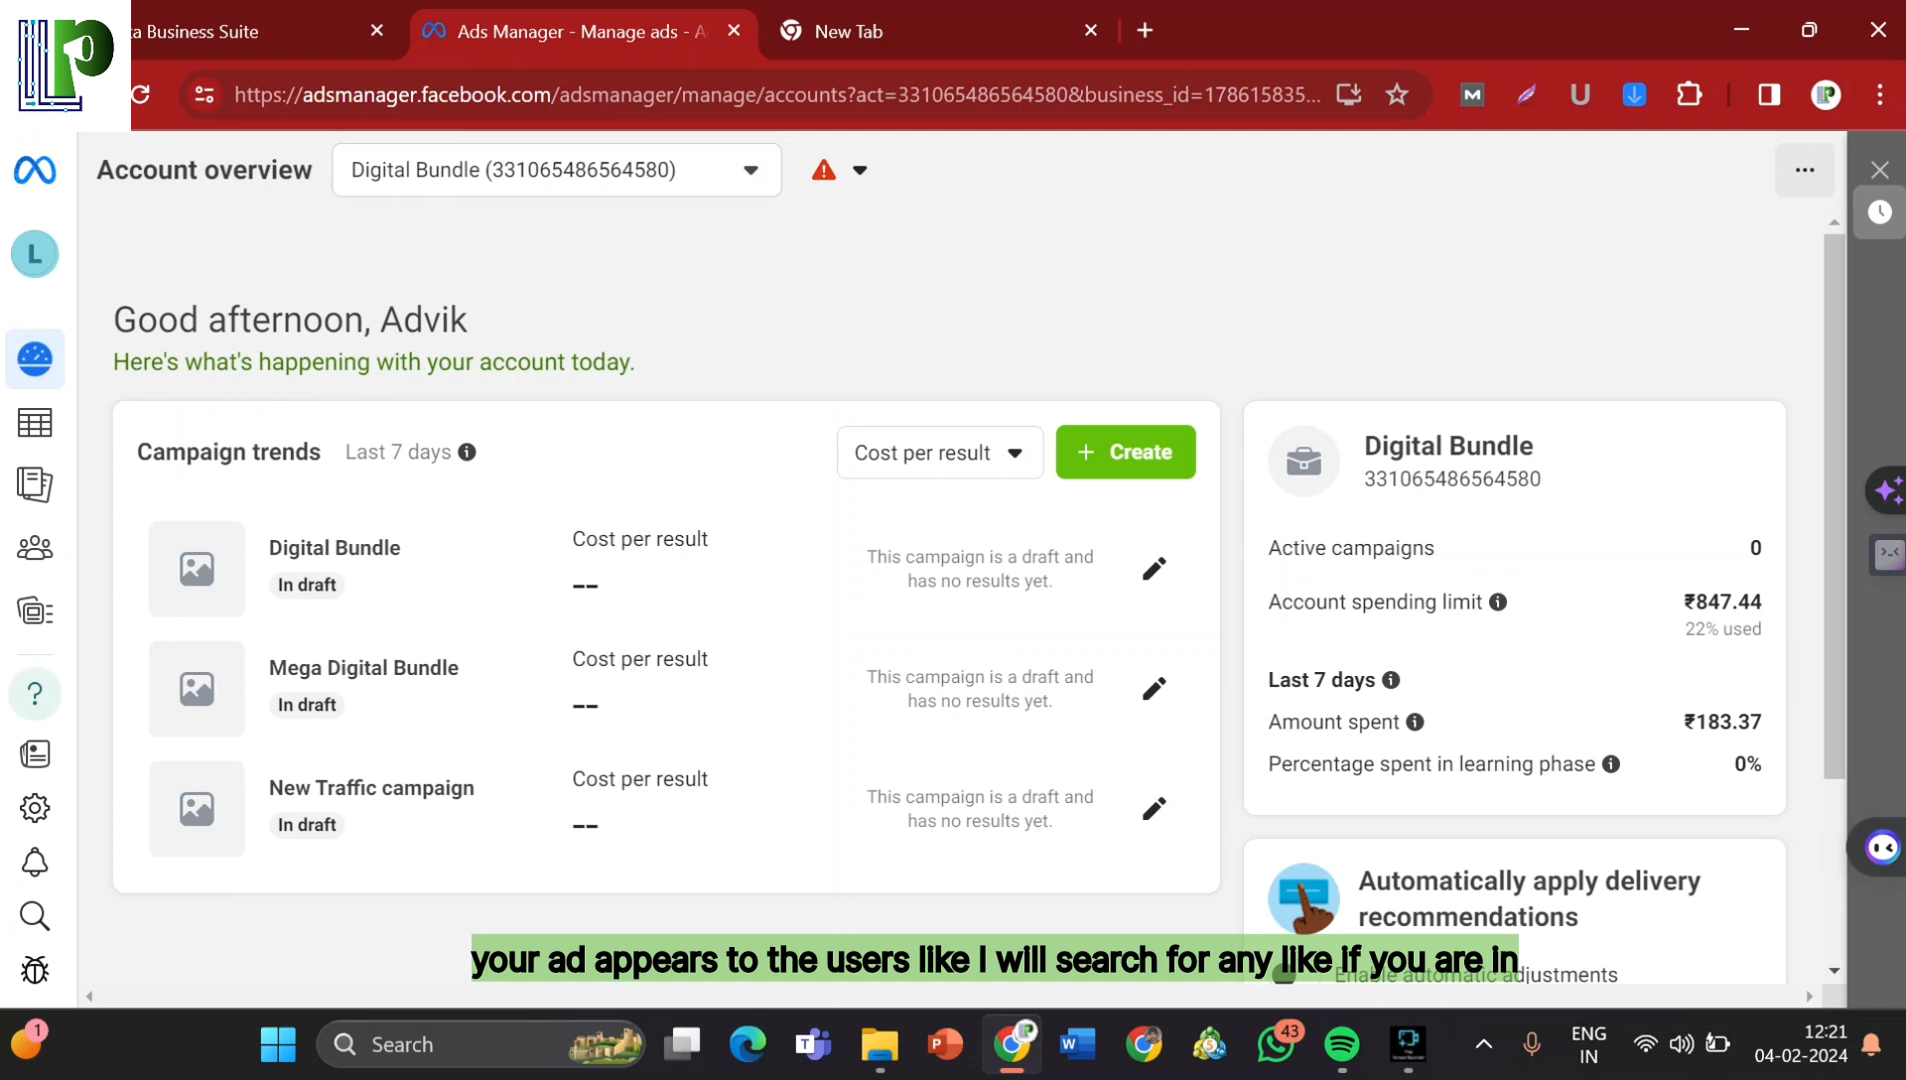 ta Business Suite
Ads Manager - Manage ads - A
New Tab
https://adsmanager.facebook.com/adsmanager/manage/accounts?act=331065486564580&business_id=178615835...
Account overview
Digital Bundle (331065486564580)
L
Good afternoon, Advik
Here's what's happening with your account today.
Campaign trends
Last 7 days
Cost per result
+ Create
Digital Bundle
In draft
Cost per result
--
This campaign is a draft and
has no results yet.
Mega Digital Bundle
In draft
Cost per result
--
This campaign is a draft and
has no results yet.
New Traffic campaign
In draft
Cost per result
--
This campaign is a draft and
has no results yet.
Digital Bundle
331065486564580
Active campaigns
0
Account spending limit
₹847.44
22% used
Last 7 days
Amount spent
₹183.37
Percentage spent in learning phase
0%
Automatically apply delivery
recommendations
Enable automatic adjustments
your ad appears to the users like I will search for any like if you are in
1
Search
43
ENG
IN
12:21
04-02-2024